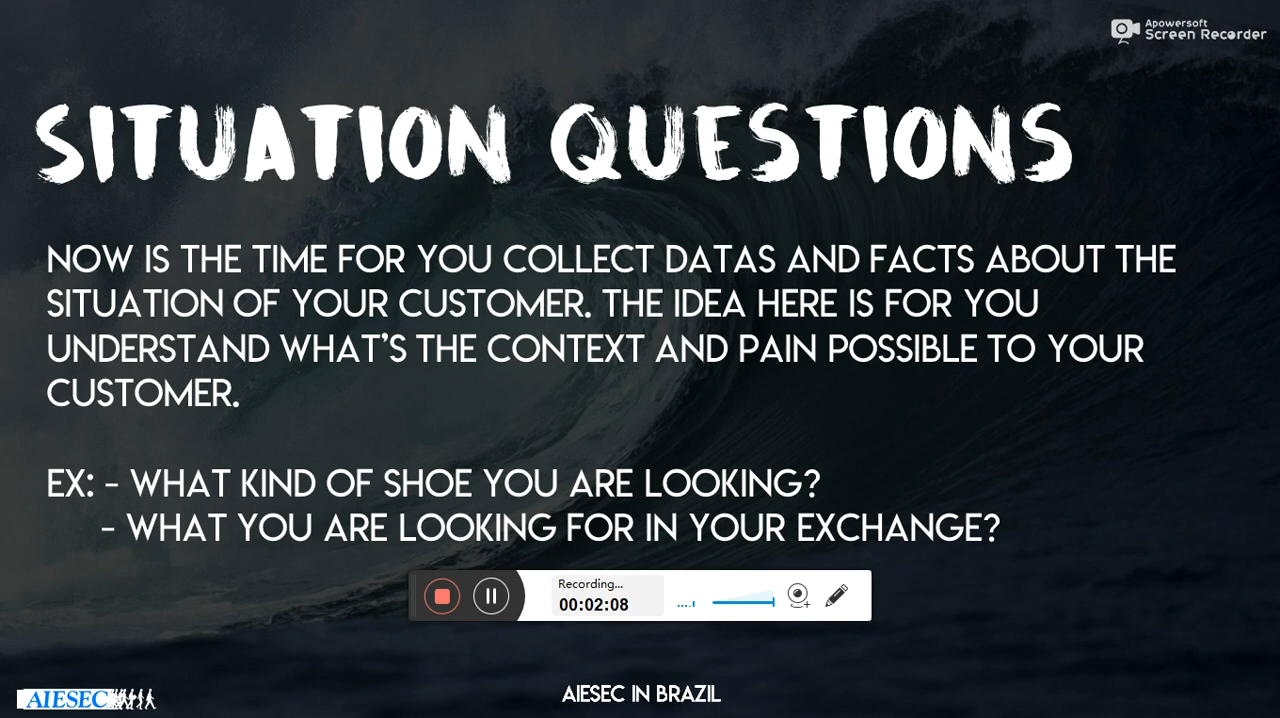 Apowersoft
Screen Recorder
SITUATION QUESTIONS
NOW IS THE TIME FOR YOU COLLECT DATAS AND FACTS ABOUT THE
SITUATION OF YOUR CUSTOMER. THE IDEA HERE IS FOR YOU
UNDERSTAND WHAT'S THE CONTEXT AND PAIN POSSIBLE TO YOUR
CUSTOMER.
EX: - WHAT KIND OF SHOE YOU ARE LOOKING?
- WHAT YOU ARE LOOKING FOR IN YOUR EXCHANGE?
Recording...
00:02:08
AIESEC
AIESEC IN BRAZIL